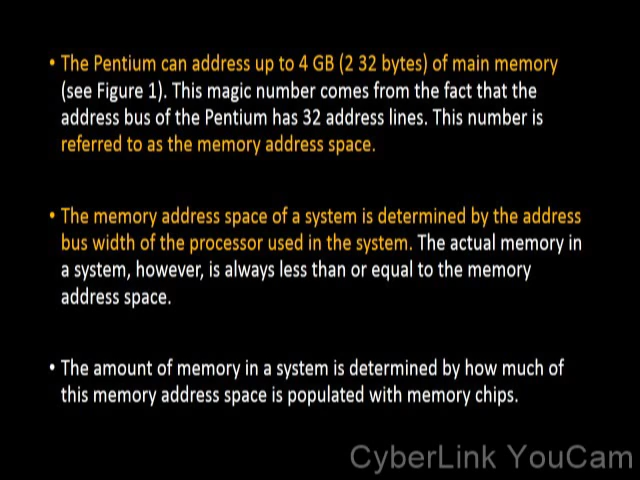 • The Pentium can address up to 4 GB (2 32 bytes) of main memory
(see Figure 1). This magic number comes from the fact that the
address bus of the Pentium has 32 address lines. This number is
referred to as the memory address space.
• The memory address space of a system is determined by the address
bus width of the processor used in the system. The actual memory in
a system, however, is always less than or equal to the memory
address space.
• The amount of memory in a system is determined by how much of
this memory address space is populated with memory chips.
CyberLink YouCam